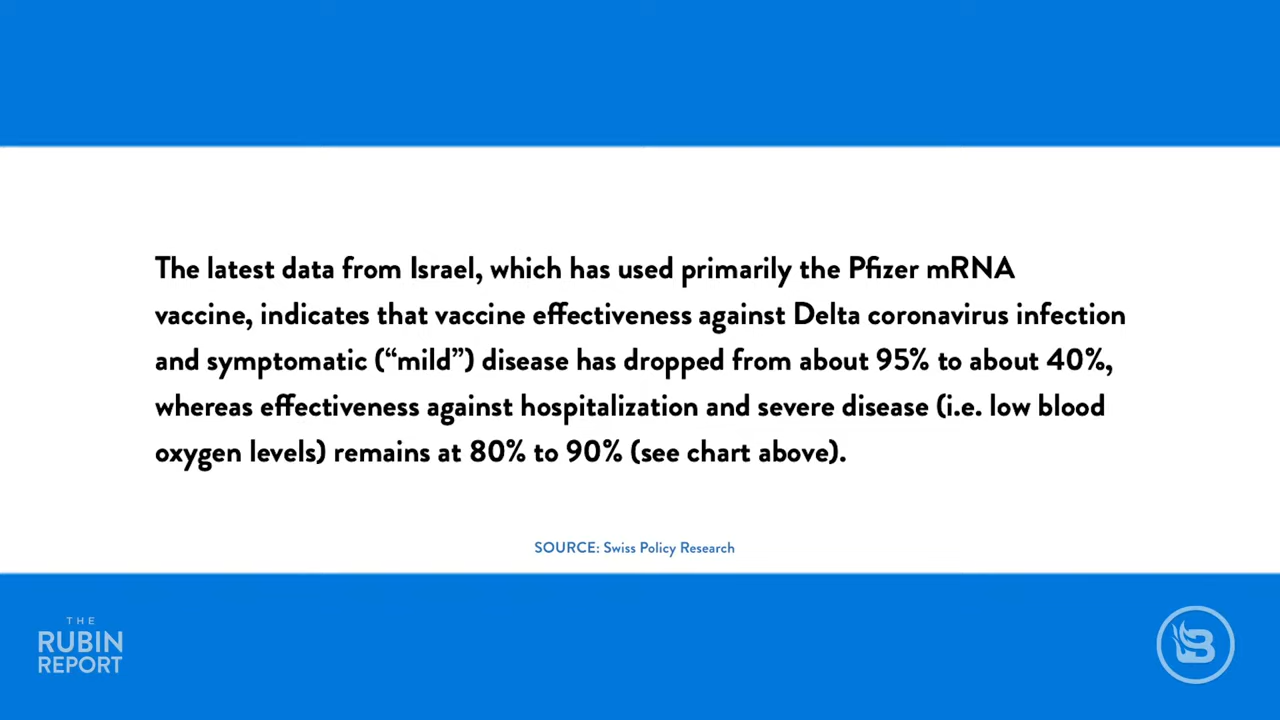 The latest data from Israel, which has used primarily the Pfizer mRNA
vaccine, indicates that vaccine effectiveness against Delta coronavirus infection
and symptomatic (“mild”) disease has dropped from about 95% to about 40%,
whereas effectiveness against hospitalization and severe disease (i.e. low blood
oxygen levels) remains at 80% to 90% (see chart above).
SOURCE: Swiss Policy Research
THE
RUBIN
REPORT
B